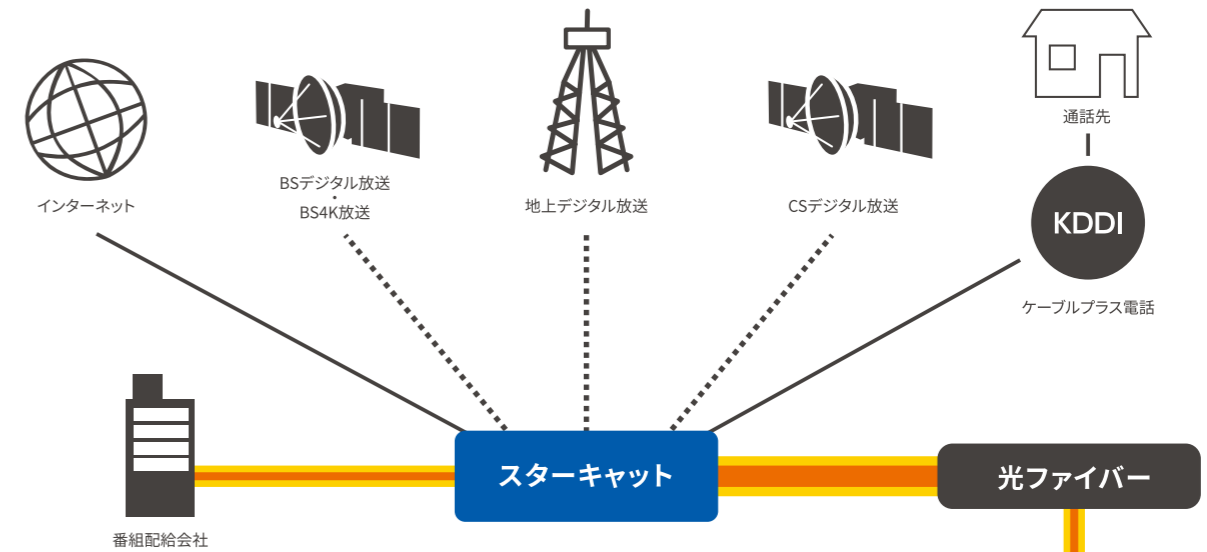 通話先
KDDI
ケーブルプラス電話
インターネット
BSデジタル放送
・
BS4K放送
地上デジタル放送
CSデジタル放送
番組配給会社
スターキャット
光ファイバー